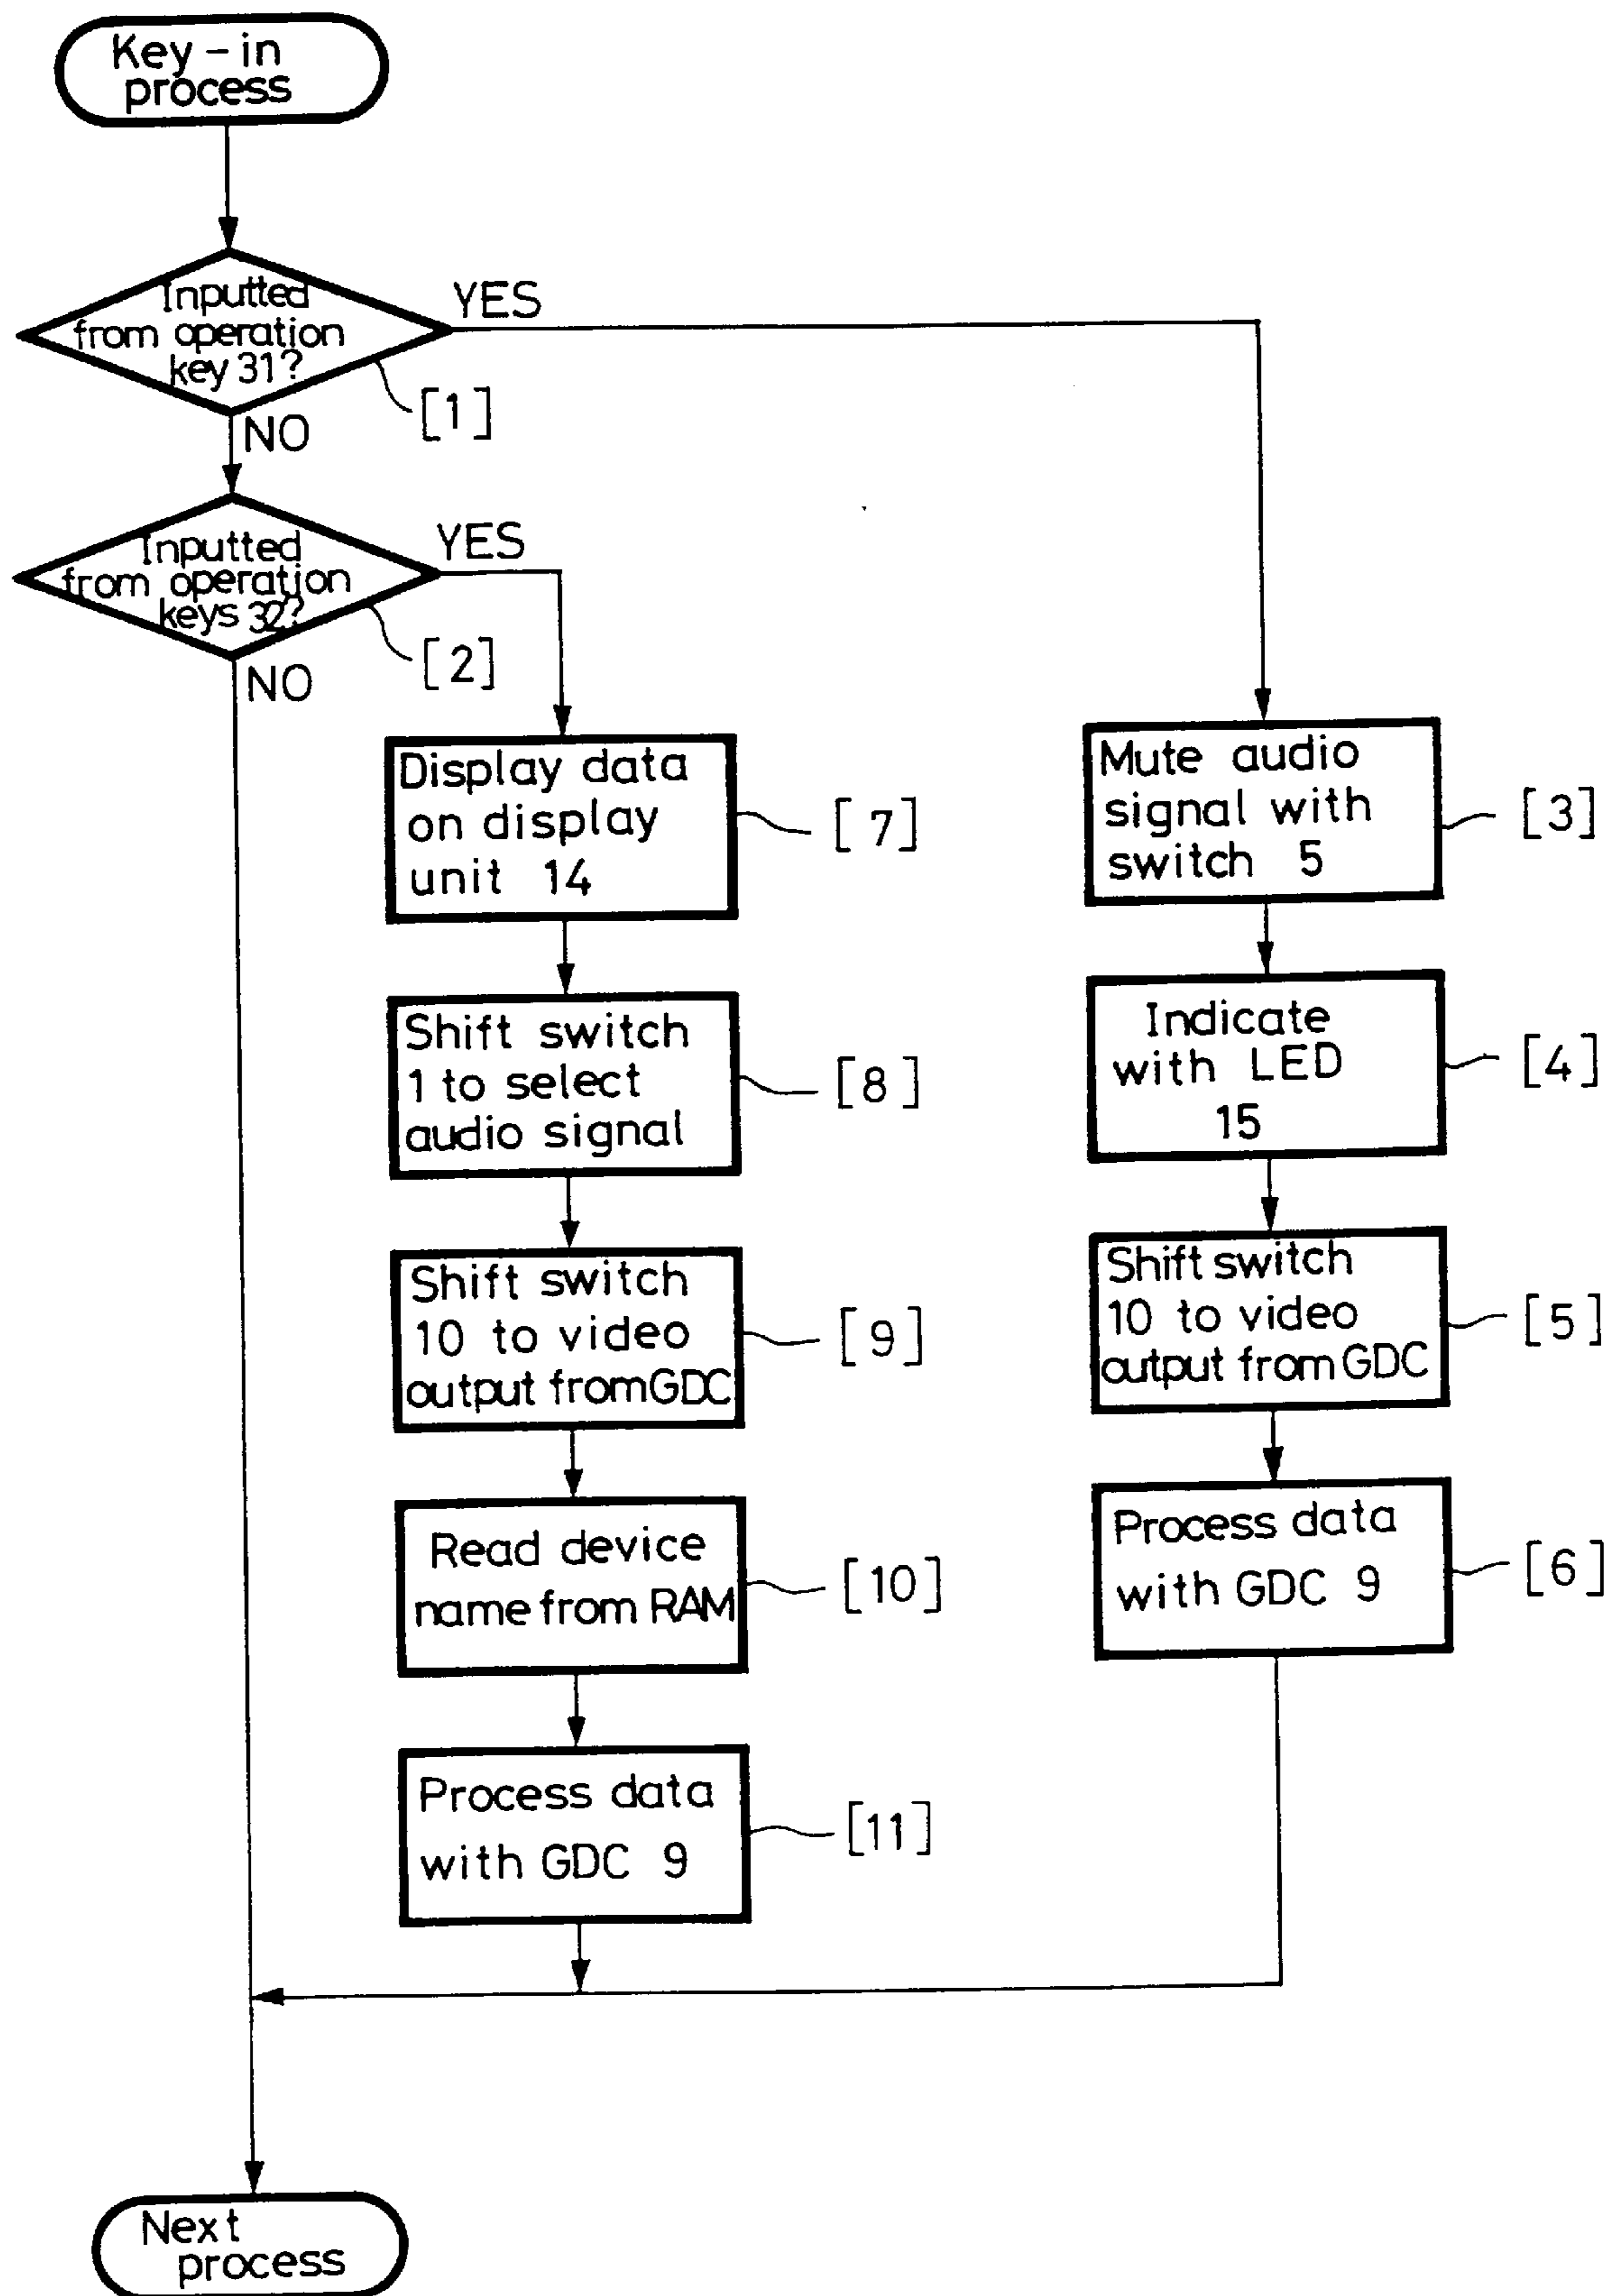 Key-in
process
Inputted
from operation
key 31?
YES
[1]
NO
Inputted
from operation
keys 32?
YES
[2]
NO
Display data
on display
unit 14
[7]
Shift switch
1 to select
audio signal
[8]
Shift switch
10 to video
output from GDC
[9]
Read device
name from RAM
[10]
Process data
with GDC 9
[11]
Mute audio
signal with
switch 5
[3]
Indicate
with LED
15
[4]
Shift switch
10 to video
output from GDC
[5]
Process data
with GDC 9
[6]
Next
process